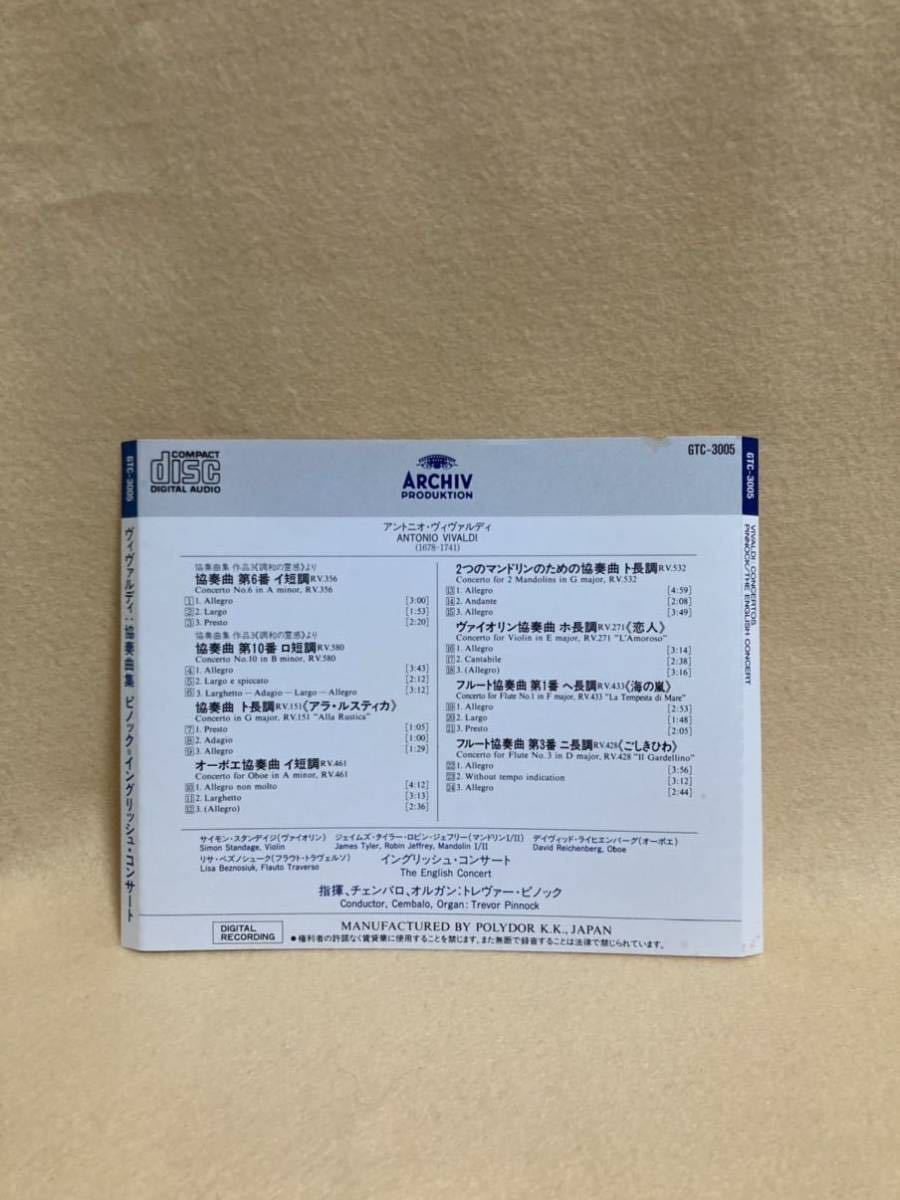 GTC-3005
ヴィヴァルディ：協奏曲集 ピノック＝イングリッシュ・コンサート
COMPACT
disc
DIGITAL AUDIO
ARCHIV
PRODUKTION
GTC-3005
アントニオ・ヴィヴァルディ
ANTONIO VIVALDI
(1678-1741)
協奏曲集 作品3《調和の霊感》より
協奏曲 第6番 イ短調RV.356
Concerto No.6 in A minor, RV.356
1 1. Allegro [3:00]
2 2. Largo [1:53]
3 3. Presto [2:20]
協奏曲集 作品3《調和の霊感》より
協奏曲 第10番 ロ短調RV.580
Concerto No.10 in B minor, RV.580
4 1. Allegro [3:43]
5 2. Largo e spiccato [2:12]
6 3. Larghetto－Adagio－Largo－Allegro [3:12]
協奏曲 ト長調RV.151《アラ・ルスティカ》
Concerto in G major, RV.151 "Alla Rustica"
7 1. Presto [1:05]
8 2. Adagio [1:00]
9 3. Allegro [1:29]
オーボエ協奏曲 イ短調RV.461
Concerto for Oboe in A minor, RV.461
10 1. Allegro non molto [4:12]
11 2. Larghetto [3:13]
12 3. (Allegro) [2:36]
2つのマンドリンのための協奏曲 ト長調RV.532
Concerto for 2 Mandolins in G major, RV.532
13 1. Allegro [4:59]
14 2. Andante [2:08]
15 3. Allegro [3:49]
ヴァイオリン協奏曲 ホ長調RV.271《恋人》
Concerto for Violin in E major, RV.271 "L'Amoroso"
16 1. Allegro [3:14]
17 2. Cantabile [2:38]
18 3. (Allegro) [3:16]
フルート協奏曲 第1番 ヘ長調RV.433《海の嵐》
Concerto for Flute No.1 in F major, RV.433 "La Tempesta di Mare"
19 1. Allegro [2:53]
20 2. Largo [1:48]
21 3. Presto [2:05]
フルート協奏曲 第3番 ニ長調RV.428《ごしきひわ》
Concerto for Flute No.3 in D major, RV.428 "Il Gardellino"
22 1. Allegro [3:56]
23 2. Without tempo indication [3:12]
24 3. Allegro [2:44]
サイモン・スタンデイジ(ヴァイオリン) ジェイムズ・タイラー・ロビン・ジェフリー(マンドリンI/II) デイヴィッド・ライヒエンバーグ(オーボエ)
Simon Standage, Violin James Tyler, Robin Jeffrey, Mandolin I/II David Reichenberg, Oboe
リサ・ベズノシューク(フラウト・トラヴェルソ) イングリッシュ・コンサート
Lisa Beznosiuk, Flauto Traverso The English Concert
指揮、チェンバロ、オルガン：トレヴァー・ピノック
Conductor, Cembalo, Organ: Trevor Pinnock
DIGITAL
RECORDING
MANUFACTURED BY POLYDOR K.K., JAPAN
●権利者の許諾なく賃貸業に使用することを禁じます。また無断で録音することは法律で禁じられています。
GTC-3005
VIVALDI CONCERTOS
PINNOCK/THE ENGLISH CONCERT